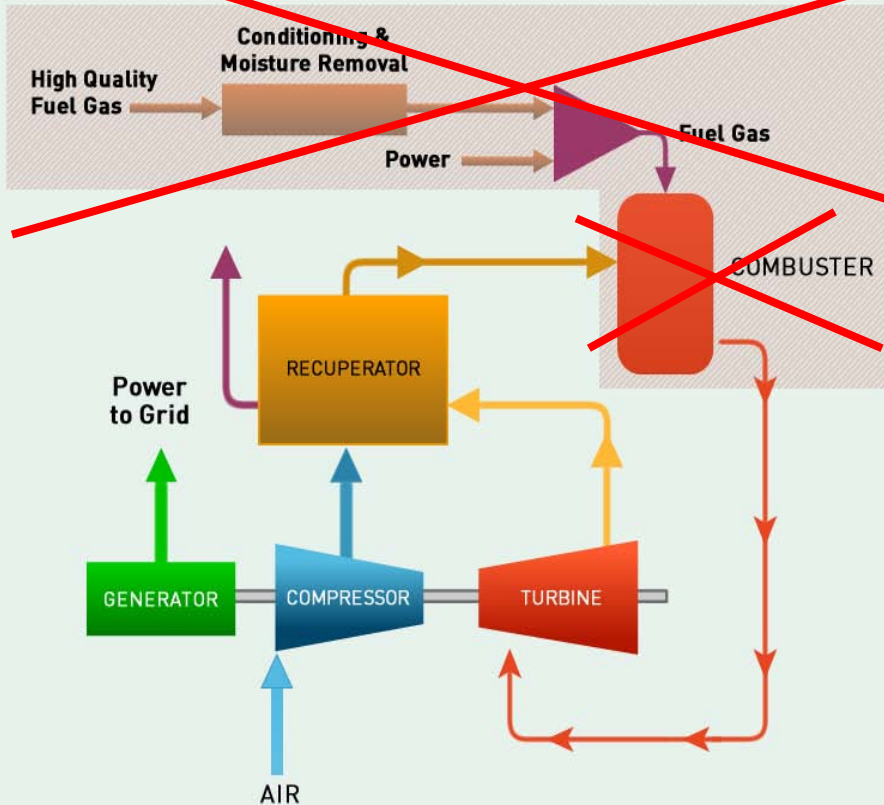 Conditioning &
Moisture Removal
High Quality
Fuel Gas
Fuel Gas
Power
COMBUSTER
RECUPERATOR
Power
to Grid
GENERATOR
COMPRESSOR
TURBINE
AIR